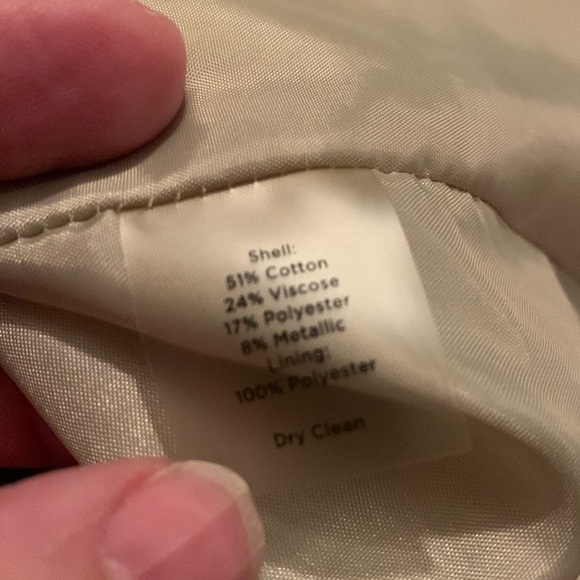 Shell:
51% Cotton
24% Viscose
17% Polyester
8% Metallic
Lining:
100% Polyester
Dry Clean